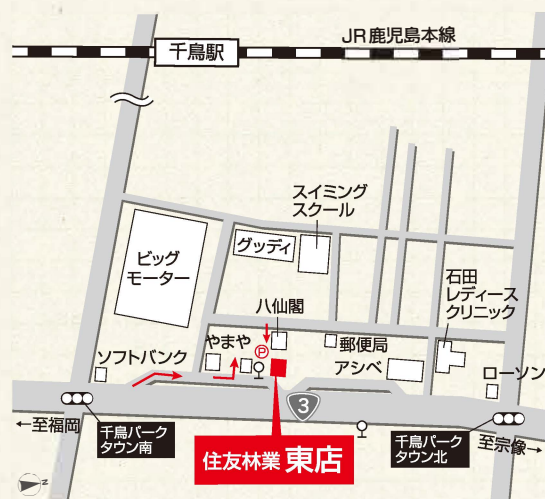 JR鹿児島本線
千鳥駅
スイミング
スクール
グッディ
ビッグ
モーター
石田
レディース
クリニック
八仙閣
やまや
P
郵便局
アシベ
ソフトバンク
ローソン
3
←至福岡
千鳥パーク
タウン南
住友林業 東店
千鳥パーク
タウン北
至宗像→
N